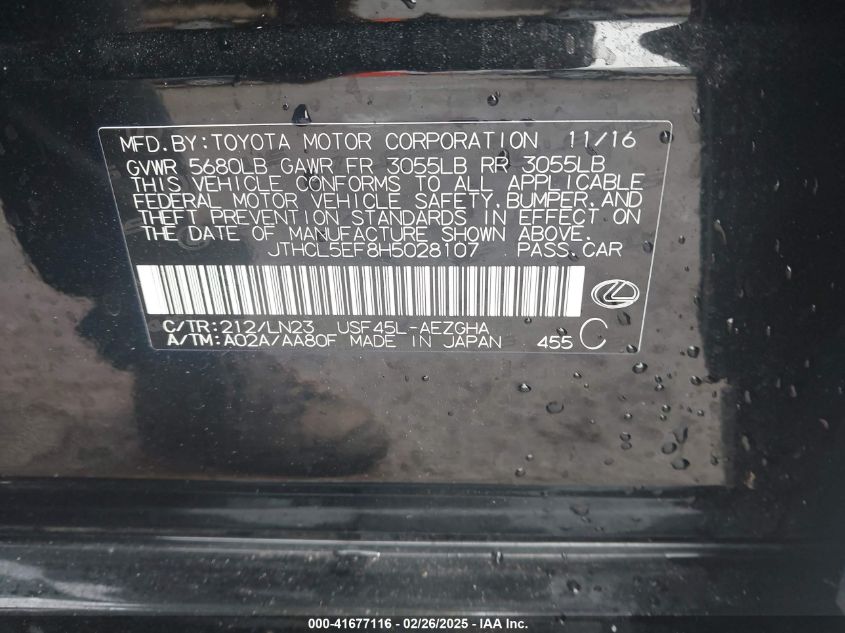 MFD.BY:TOYOTA MOTOR CORPORATION 11/16
GVWR 5680LB GAWR FR 3055LB RR 3055LB
THIS VEHICLE CONFORMS TO ALL APPLICABLE
FEDERAL MOTOR VEHICLE SAFETY, BUMPER, AND
THEFT PREVENTION STANDARDS IN EFFECT ON
THE DATE OF MANUFACTURE SHOWN ABOVE.
JTHCL5EF8H5028107 PASS.CAR
C/TR:212/LN23 USF45L-AEZGHA
A/TM:A02A/AA80F MADE IN JAPAN 455 C
000-41677116 - 02/26/2025 - IAA Inc.